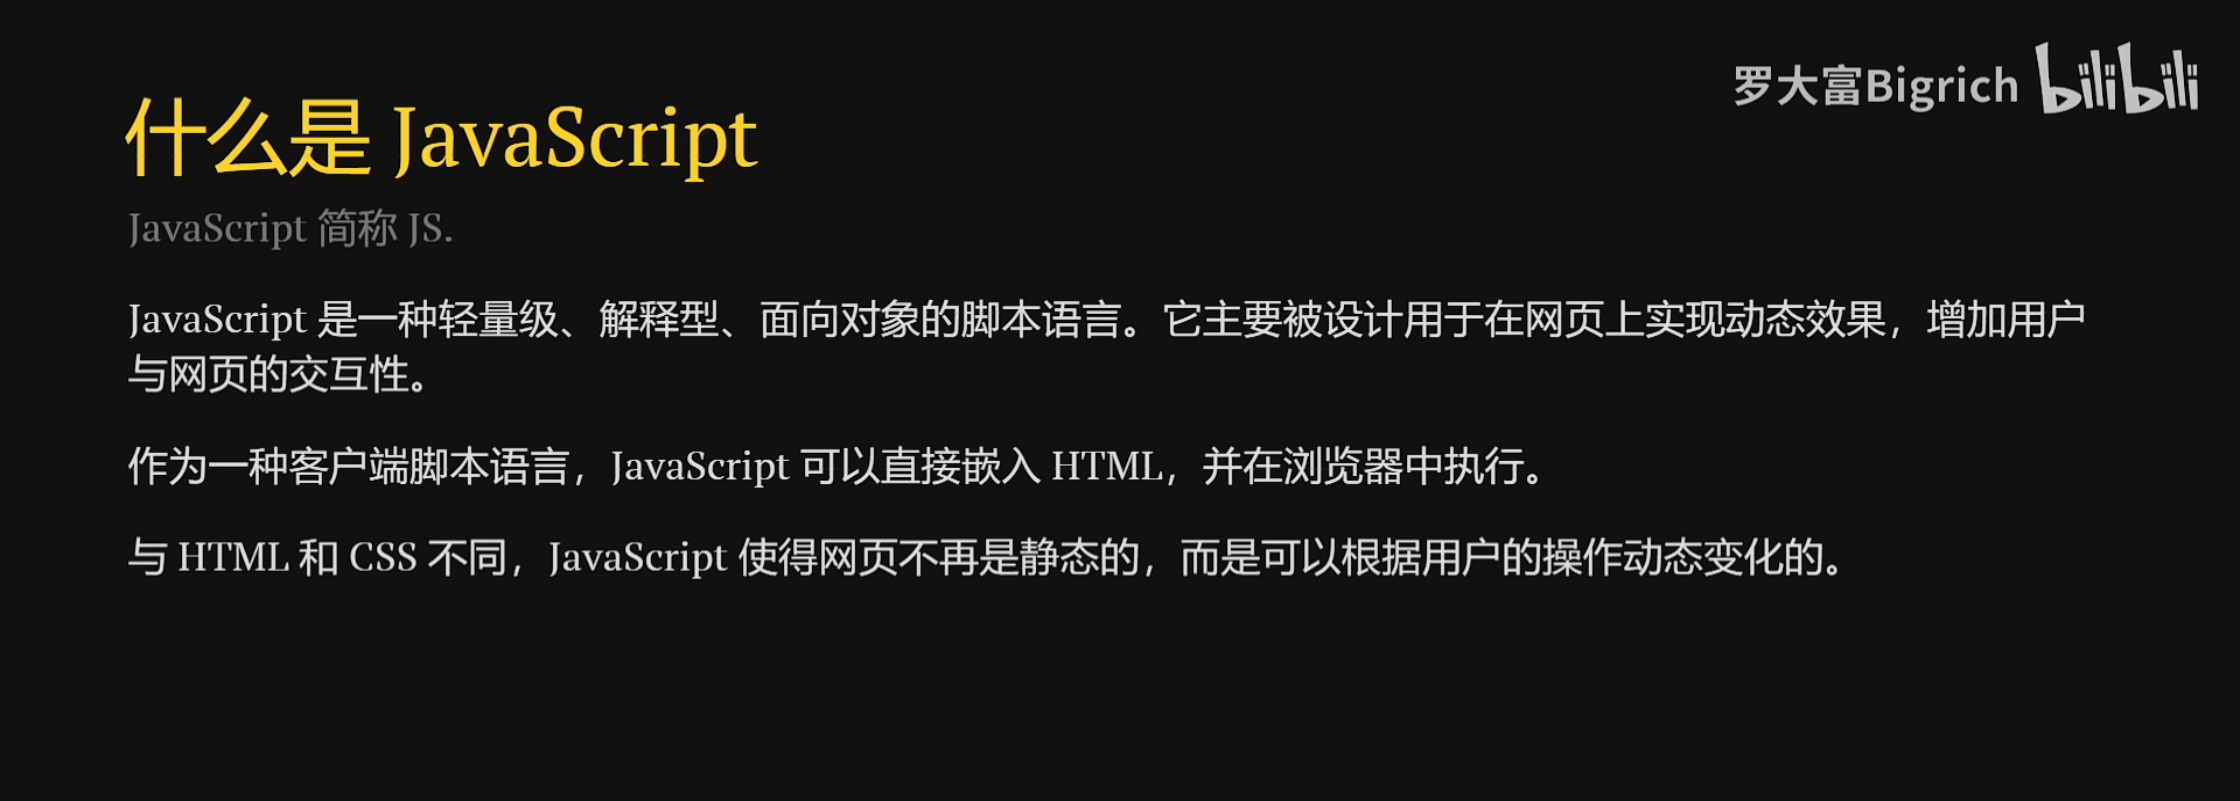 罗大富Bigrich bilibili
什么是 JavaScript
JavaScript 简称 JS.
JavaScript 是一种轻量级、解释型、面向对象的脚本语言。它主要被设计用于在网页上实现动态效果，增加用户
与网页的交互性。
作为一种客户端脚本语言，JavaScript 可以直接嵌入 HTML，并在浏览器中执行。
与 HTML 和 CSS 不同，JavaScript 使得网页不再是静态的，而是可以根据用户的操作动态变化的。